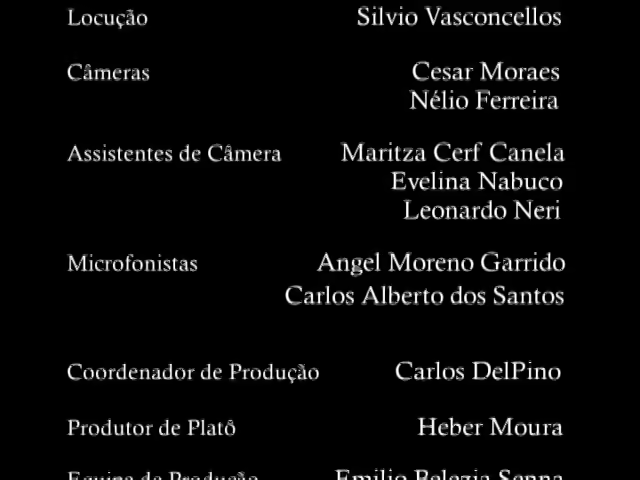 Locução Silvio Vasconcellos
Câmeras Cesar Moraes
Nélio Ferreira
Assistentes de Câmera Maritza Cerf Canela
Evelina Nabuco
Leonardo Neri
Microfonistas Angel Moreno Garrido
Carlos Alberto dos Santos
Coordenador de Produção Carlos DelPino
Produtor de Platô Heber Moura
Equipe de Produção Emilio Belezia Senna